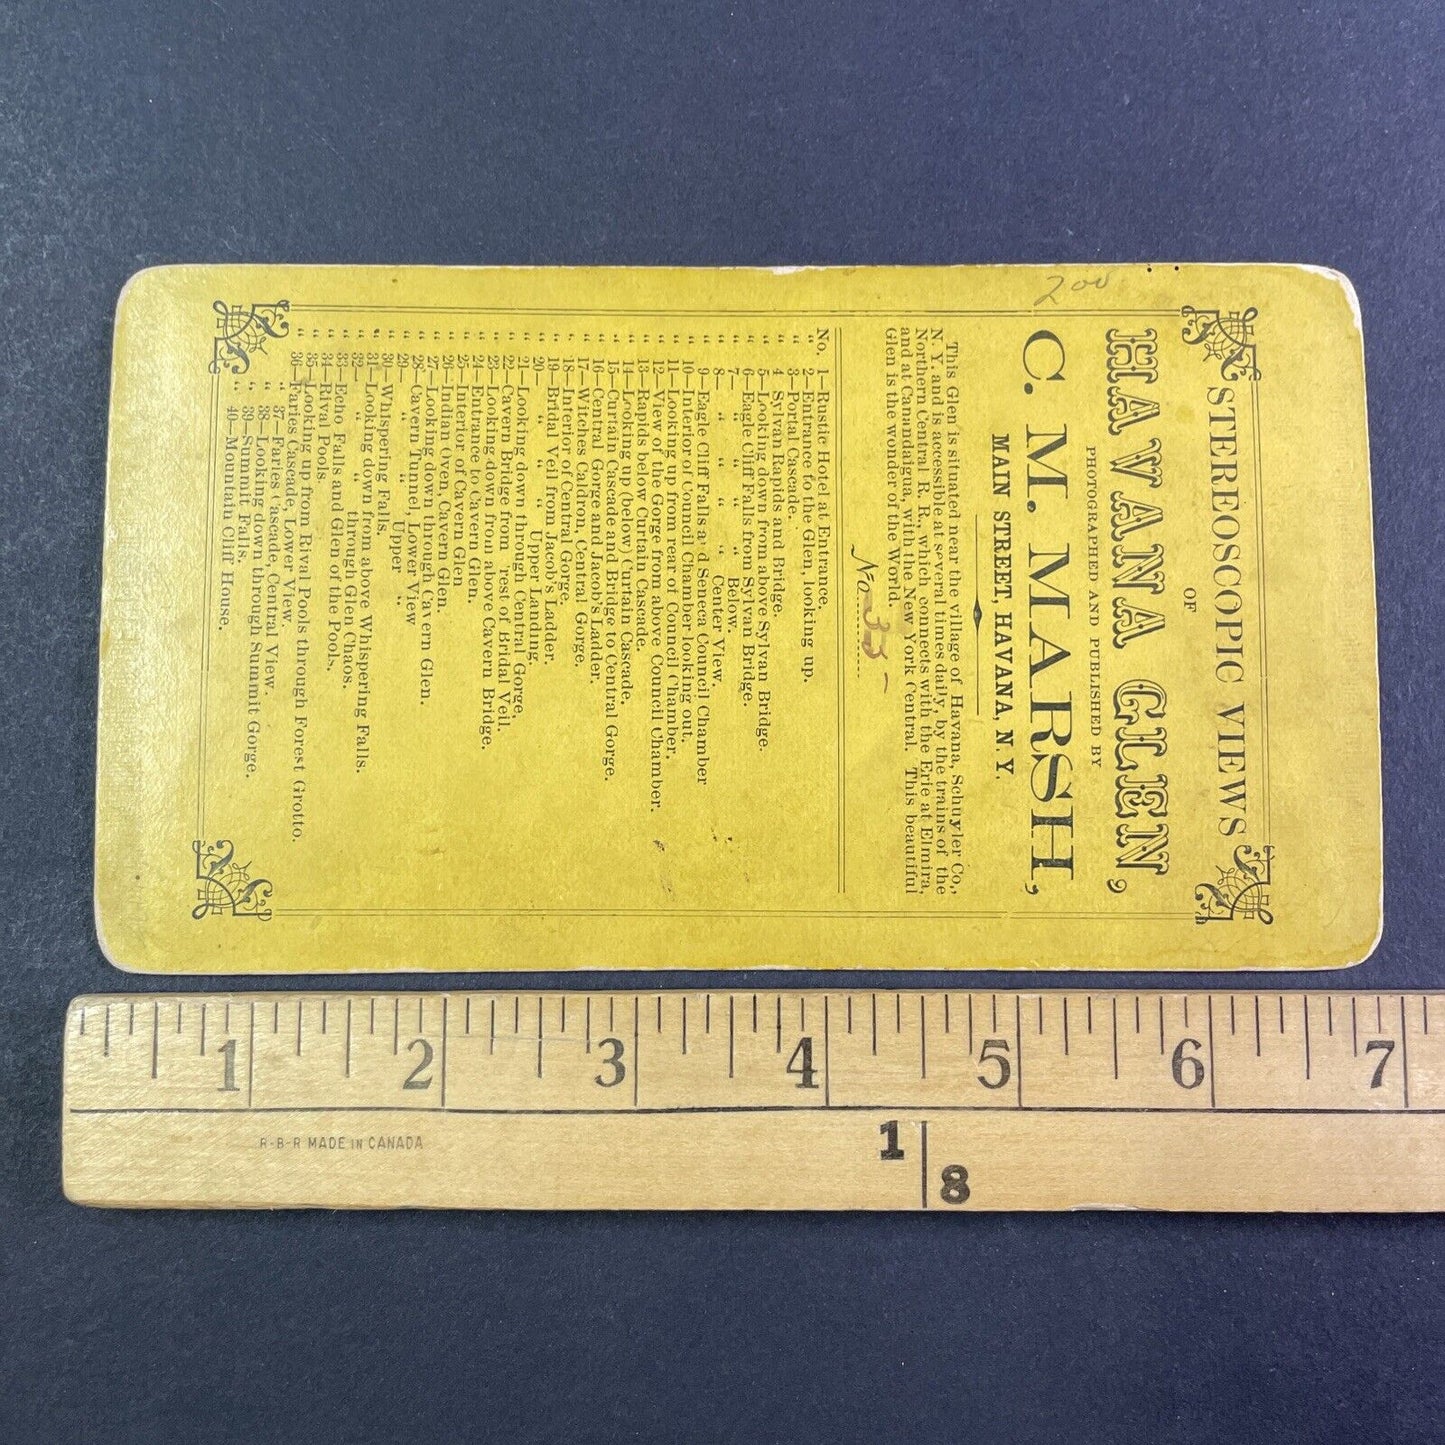 200
STEREOSCOPIC VIEWS
OF
HAVANA GLEN,
PHOTOGRAPHED AND PUBLISHED BY
C. M. MARSH,
MAIN STREET, HAVANA, N. Y.
This Glen is situated near the village of Havana, Schuyler Co.,
N. Y. and is accessible at several times daily, by the trains of the
Northern Central R. R., which connects with the Erie at Elmira,
and at Canandaigua, with the New York Central. This beautiful
Glen is the wonder of the World.
No 33-
No, 1—Rustic Hotel at Entrance.
" 2—Entrance to the Glen, looking up.
" 3—Portal Cascade.
" 4 Sylvan Rapids and Bridge.
" 5—Looking down from above Sylvan Bridge.
" 6—Eagle Cliff Falls from Sylvan Bridge.
" 7— " " Below.
" 8— " " Center View.
" 9—Eagle Cliff Falls and Seneca Council Chamber
" 10—Interior of Council Chamber looking out.
" 11—Looking up from rear of Council Chamber.
" 12—View of the Gorge from above Council Chamber.
" 13—Rapids below Curtain Cascade.
" 14—Looking up (below) Curtain Cascade.
" 15—Curtain Cascade and Bridge to Central Gorge.
" 16—Central Gorge and Jacob's Ladder.
" 17—Witches Caldron, Central Gorge.
" 18—Interior of Central Gorge.
" 19—Bridal Veil from Jacob's Ladder.
" 20— " " Upper Landing.
" 21—Looking down through Central Gorge.
" 22—Cavern Bridge from rest of Bridal Veil.
" 23—Looking down from above Cavern Bridge.
" 24—Entrance to Cavern Glen.
" 25—Interior of Cavern Glen.
" 26—Indian Oven, Cavern Glen.
" 27—Looking down through Cavern Glen.
" 28—Cavern Tunnel, Lower View
" 29— " " Upper "
" 30—Whispering Falls.
" 31—Looking down from above Whispering Falls.
" 32— " " through Glen Chaos.
" 33—Echo Falls and Glen of the Pools.
" 34—Rival Pools.
" 35—Looking up from Rival Pools through Forest Grotto.
" 36—Faries Cascade, Lower View.
" 37—Faries Cascade, Central View.
" 38—Looking down through Summit Gorge.
" 39—Summit Falls.
" 40—Mountain Cliff House.
1 2 3 4 5 6 7
R-B-R MADE IN CANADA
1
8